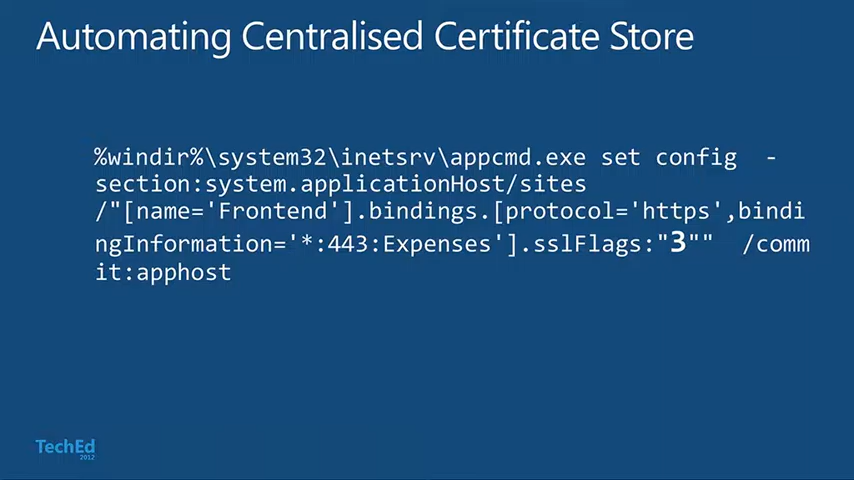 Automating Centralised Certificate Store
%windir%\system32\inetsrv\appcmd.exe set config  -
section:system.applicationHost/sites
/"[name='Frontend'].bindings.[protocol='https',bindi
ngInformation='*:443:Expenses'].sslFlags:"3""  /comm
it:apphost
TechEd
2012